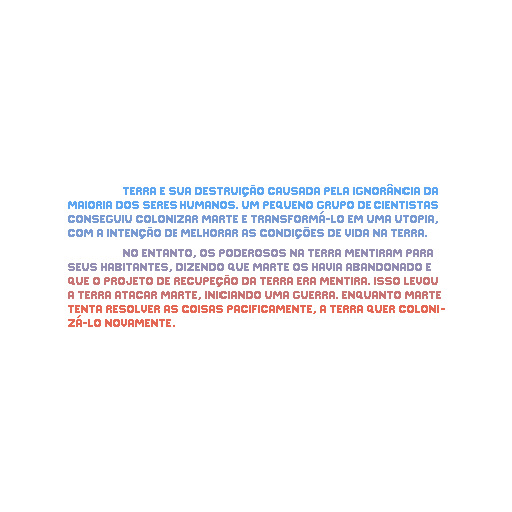 TERRA E SUA DESTRUIÇÃO CAUSADA PELA IGNORÂNCIA DA
MAIORIA DOS SERES HUMANOS. UM PEQUENO GRUPO DE CIENTISTAS
CONSEGUIU COLONIZAR MARTE E TRANSFORMÁ-LO EM UMA UTOPIA,
COM A INTENÇÃO DE MELHORAR AS CONDIÇÕES DE VIDA NA TERRA.
NO ENTANTO, OS PODEROSOS NA TERRA MENTIRAM PARA
SEUS HABITANTES, DIZENDO QUE MARTE OS HAVIA ABANDONADO E
QUE O PROJETO DE RECUPEÇÃO DA TERRA ERA MENTIRA. ISSO LEVOU
A TERRA ATACAR MARTE, INICIANDO UMA GUERRA. ENQUANTO MARTE
TENTA RESOLVER AS COISAS PACIFICAMENTE, A TERRA QUER COLONI-
ZÁ-LO NOVAMENTE.